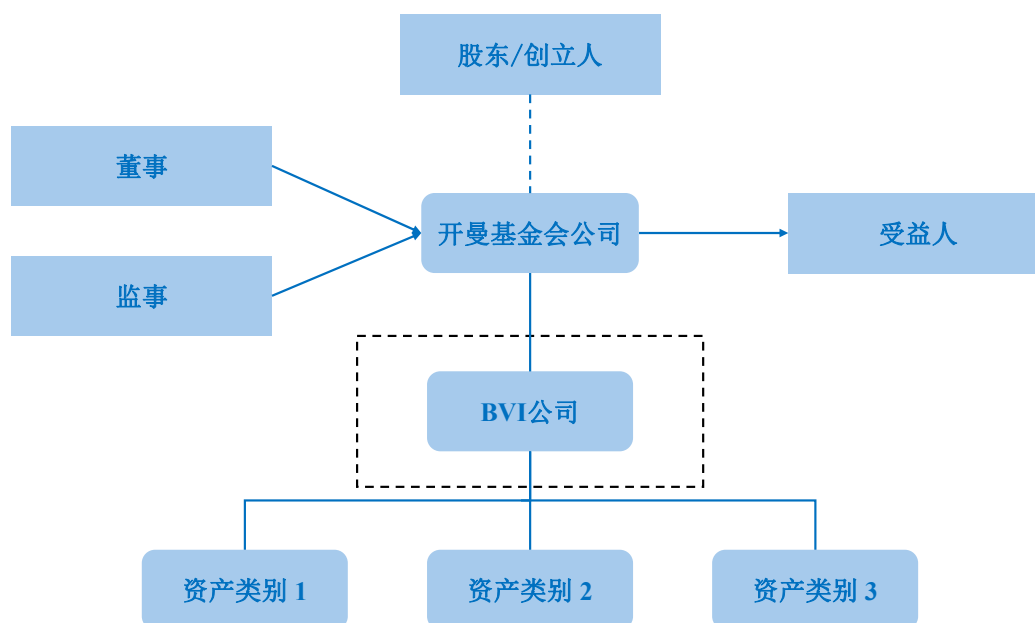 股东/创立人
董事
开曼基金会公司
受益人
监事
BVI公司
资产类别 1
资产类别 2
资产类别 3